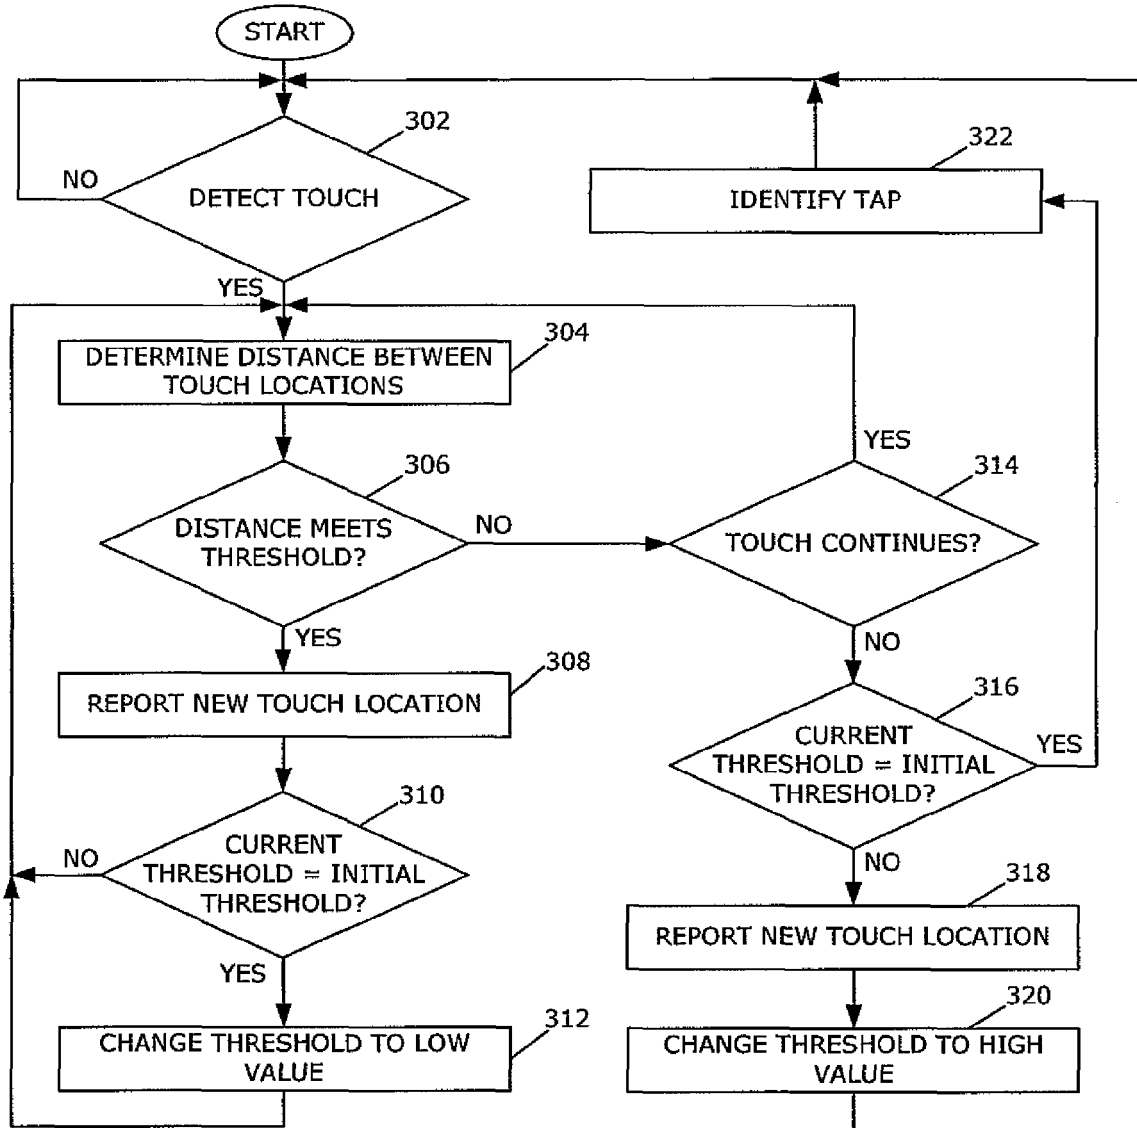 START
302
NO
DETECT TOUCH
YES
322
IDENTIFY TAP
304
DETERMINE DISTANCE BETWEEN
TOUCH LOCATIONS
306
DISTANCE MEETS
THRESHOLD?
NO
YES
YES
314
TOUCH CONTINUES?
NO
308
REPORT NEW TOUCH LOCATION
310
NO
CURRENT
THRESHOLD = INITIAL
THRESHOLD?
YES
312
CHANGE THRESHOLD TO LOW
VALUE
316
CURRENT
THRESHOLD = INITIAL
THRESHOLD?
YES
NO
318
REPORT NEW TOUCH LOCATION
320
CHANGE THRESHOLD TO HIGH
VALUE